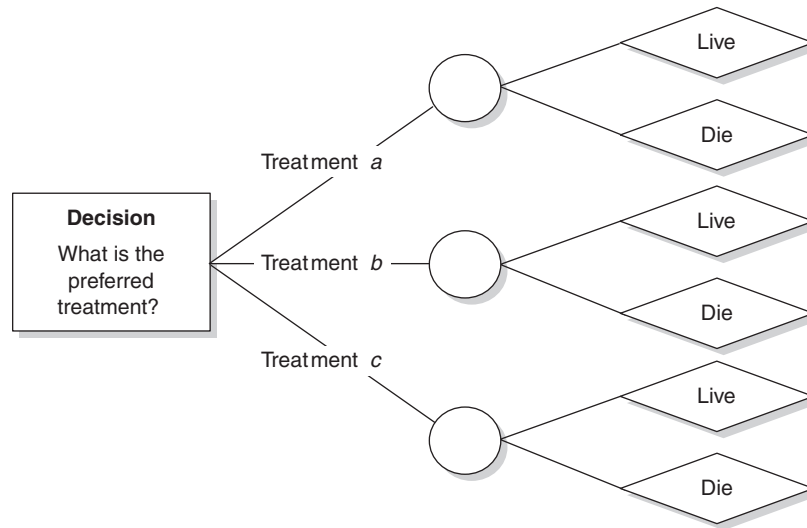 Live
Die
Treatment a
Decision
What is the
preferred
treatment?
Treatment b
Live
Die
Treatment c
Live
Die